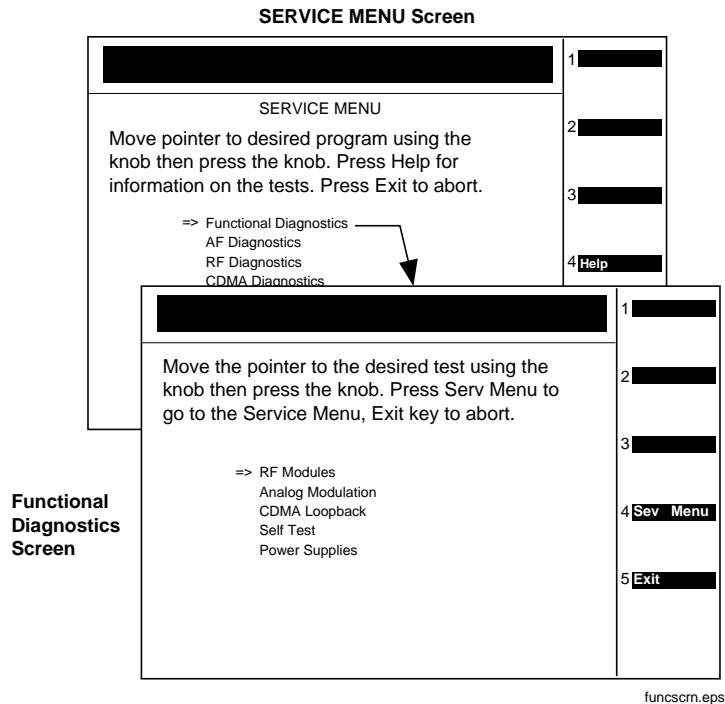 SERVICE MENU Screen
1
SERVICE MENU
2
Move pointer to desired program using the
knob then press the knob. Press Help for
information on the tests. Press Exit to abort.
3
=> Functional Diagnostics
AF Diagnostics
RF Diagnostics
4 Help
CDMA Diagnostics
1
Move the pointer to the desired test using the
knob then press the knob. Press Serv Menu to
go to the Service Menu, Exit key to abort.
2
3
=> RF Modules
Analog Modulation
CDMA Loopback
Self Test
Power Supplies
4 Sev Menu
5 Exit
Functional
Diagnostics
Screen
funcscrn.eps